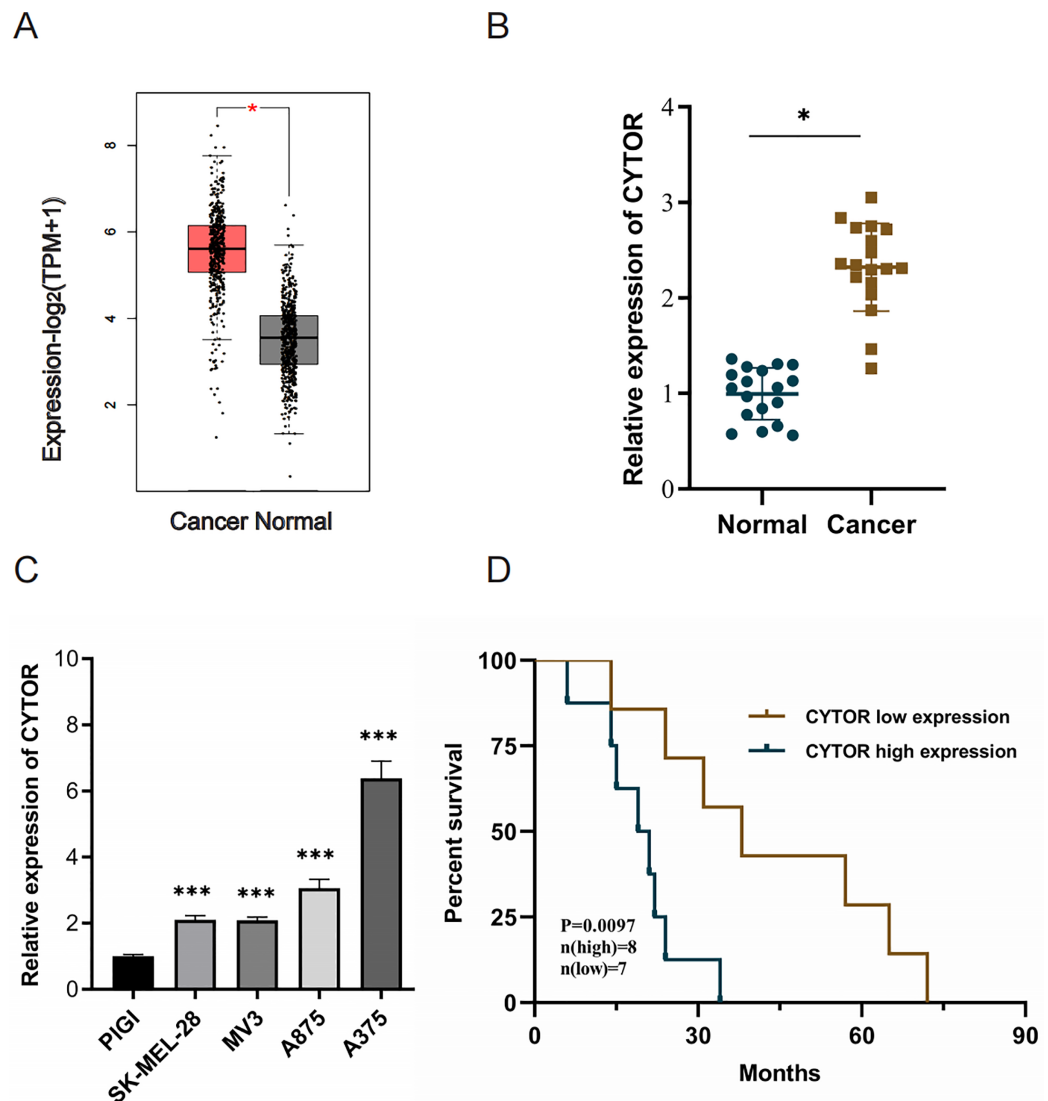 A
B
Expression-log2(TPM+1)
8
6
4
2
*
Cancer Normal
Relative expression of CYTOR
4
3
2
1
0
*
Normal Cancer
C
D
Relative expression of CYTOR
10
8
6
4
2
0
***
***
***
***
PIGI
SK-MEL-28
MV3
A875
A375
Percent survival
100
75
50
25
0
CYTOR low expression
CYTOR high expression
P=0.0097
n(high)=8
n(low)=7
0 30 60 90
Months